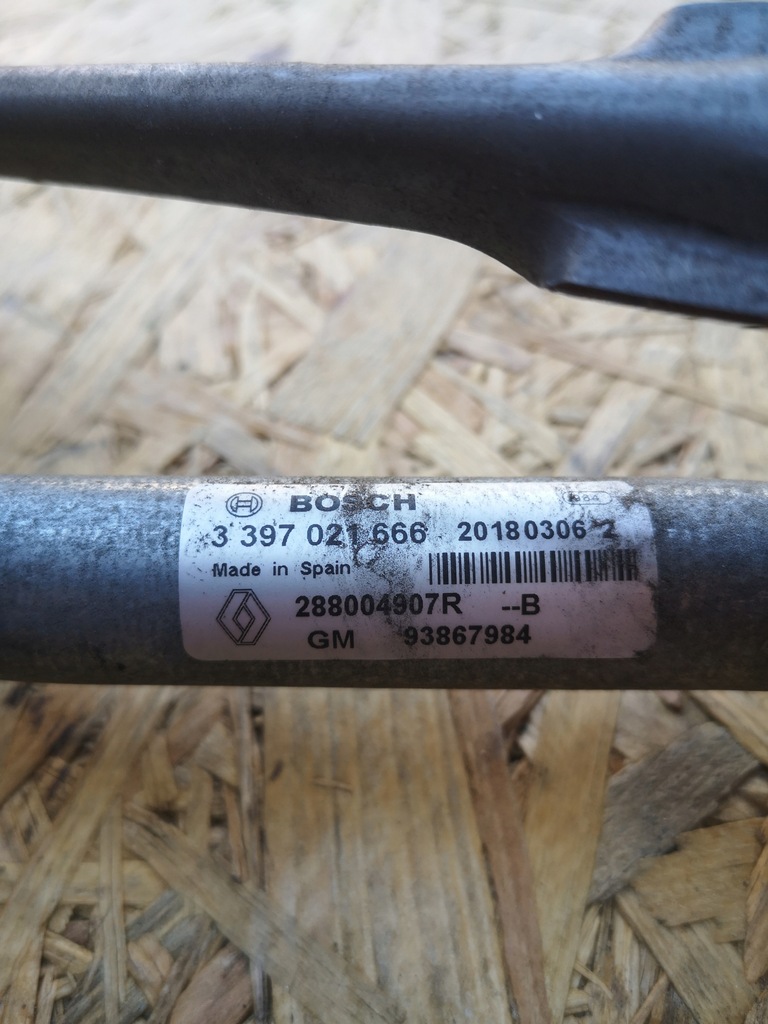 BOSCH
3 397 021 666 20180306 2
Made in Spain
288004907R --B
GM 93867984